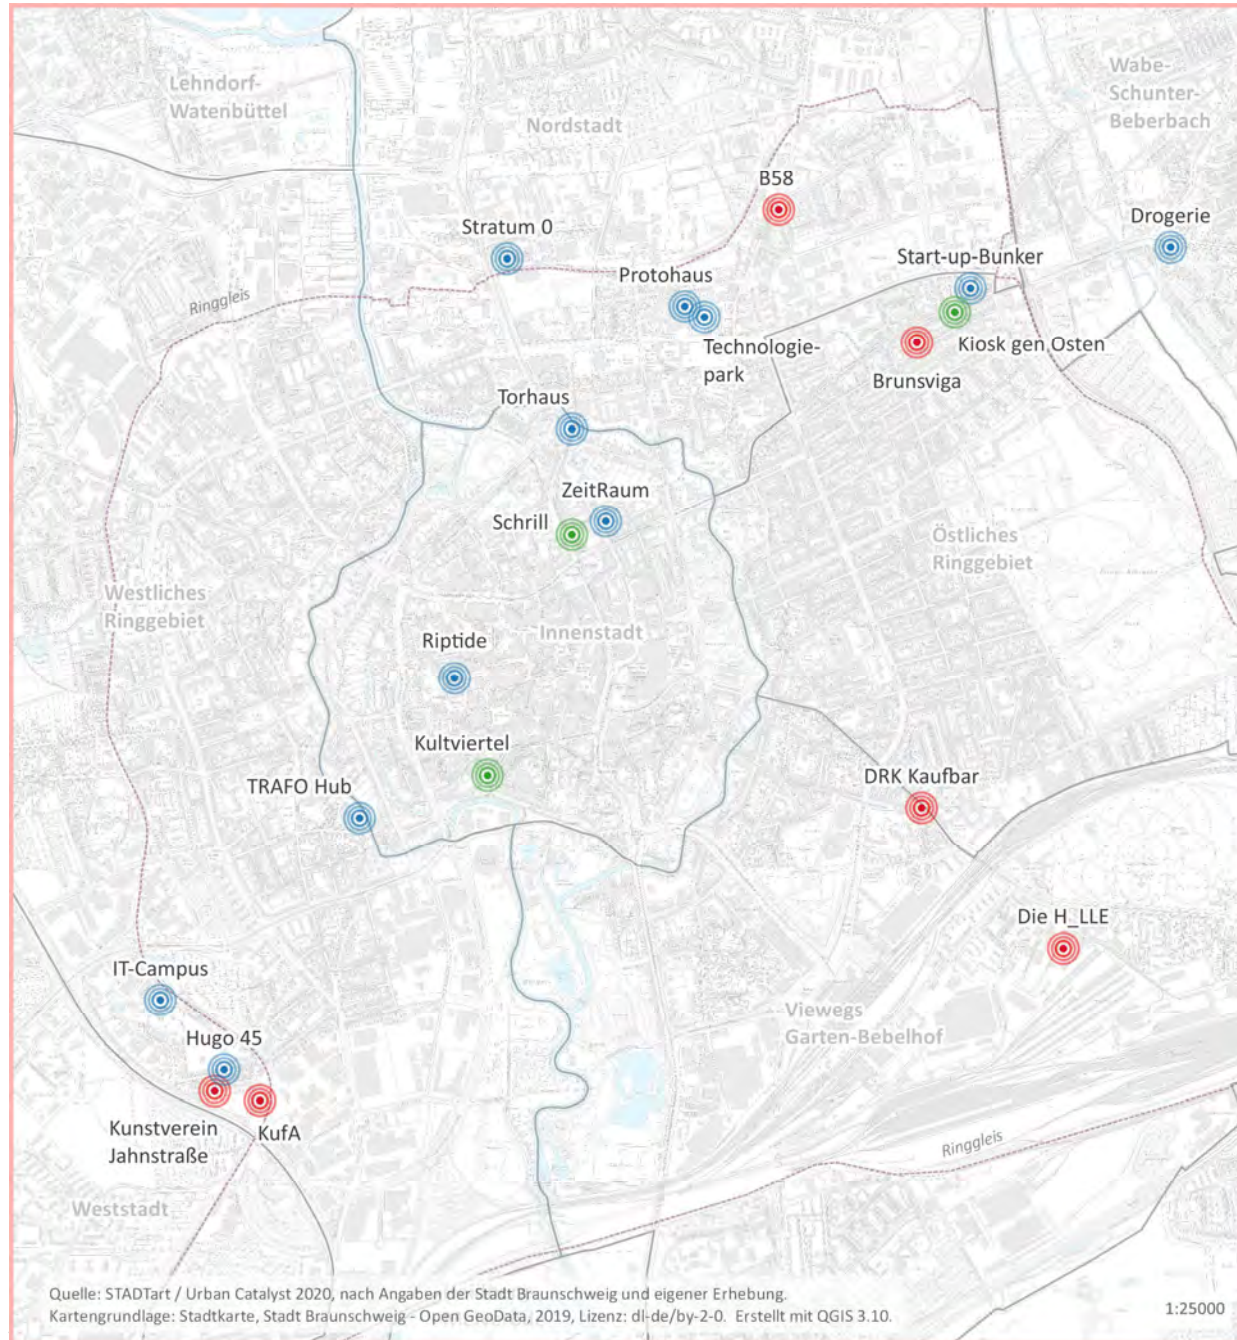 Lehndorf-
Watenbüttel
Nordstadt
Wabe-
Schunter-
Beberbach
B58
Stratum 0
Drogerie
Start-up-Bunker
Protohaus
Ringgleis
Technologie-
park
Kiosk gen Osten
Brunsviga
Torhaus
ZeitRaum
Schrill
Östliches
Ringgebiet
Westliches
Ringgebiet
Innenstadt
Riptide
Kultviertel
TRAFO Hub
DRK Kaufbar
Die H_LLE
IT-Campus
Viewegs
Garten-Bebelhof
Hugo 45
Kunstverein
Jahnstraße
KufA
Ringgleis
Weststadt
Quelle: STADTart / Urban Catalyst 2020, nach Angaben der Stadt Braunschweig und eigener Erhebung.
Kartengrundlage: Stadtkarte, Stadt Braunschweig - Open GeoData, 2019, Lizenz: dl-de/by-2-0. Erstellt mit QGIS 3.10.
1:25000